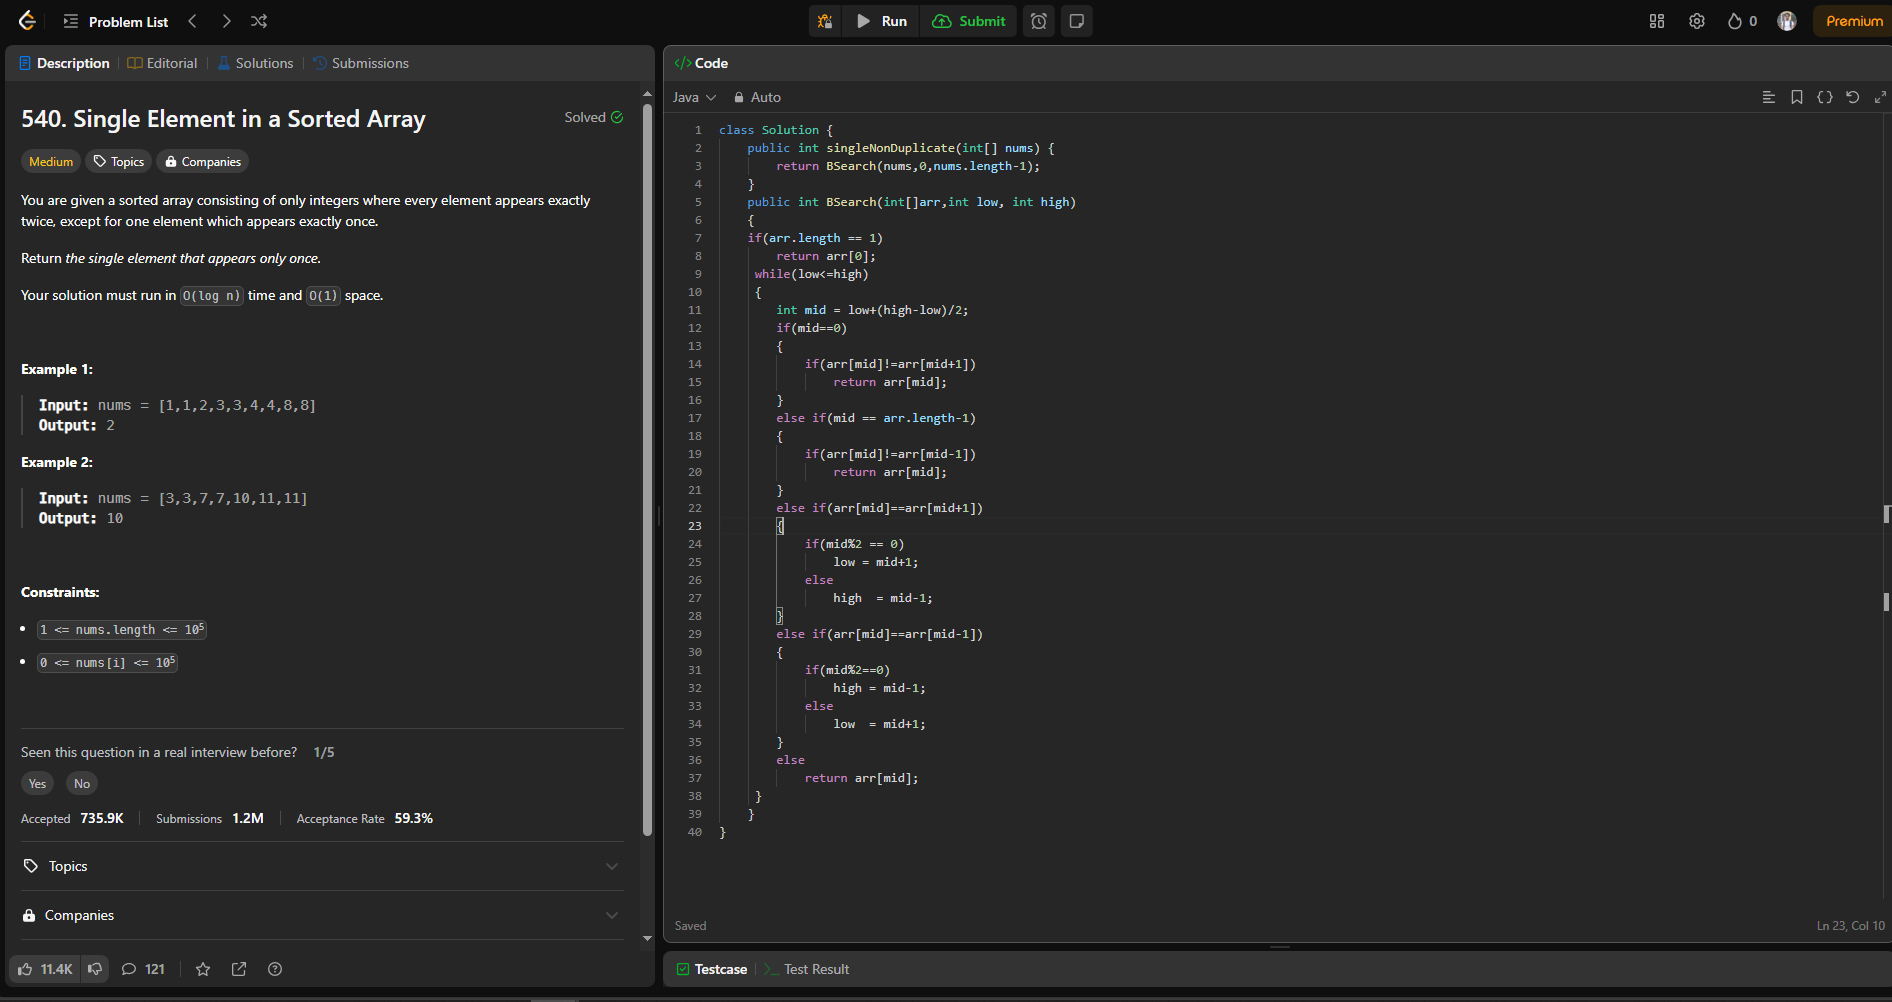 Problem List
Run
Submit
0
Premium
Description
Editorial
Solutions
Submissions
540. Single Element in a Sorted Array
Solved
Medium
Topics
Companies
You are given a sorted array consisting of only integers where every element appears exactly
twice, except for one element which appears exactly once.
Return the single element that appears only once.
Your solution must run in O(log n) time and O(1) space.
Example 1:
Input: nums = [1,1,2,3,3,4,4,8,8]
Output: 2
Example 2:
Input: nums = [3,3,7,7,10,11,11]
Output: 10
Constraints:
• 1 <= nums.length <= 10⁵
• 0 <= nums[i] <= 10⁵
Seen this question in a real interview before? 1/5
Yes No
Accepted 735.9K Submissions 1.2M Acceptance Rate 59.3%
Topics
Companies
11.4K 121
</> Code
Java Auto
1 class Solution {
2     public int singleNonDuplicate(int[] nums) {
3         return BSearch(nums,0,nums.length-1);
4     }
5     public int BSearch(int[]arr,int low, int high)
6     {
7     if(arr.length == 1)
8         return arr[0];
9      while(low<=high)
10      {
11         int mid = low+(high-low)/2;
12         if(mid==0)
13         {
14             if(arr[mid]!=arr[mid+1])
15                 return arr[mid];
16         }
17         else if(mid == arr.length-1)
18         {
19             if(arr[mid]!=arr[mid-1])
20                 return arr[mid];
21         }
22         else if(arr[mid]==arr[mid+1])
23         {
24             if(mid%2 == 0)
25                 low = mid+1;
26             else
27                 high  = mid-1;
28         }
29         else if(arr[mid]==arr[mid-1])
30         {
31             if(mid%2==0)
32                 high = mid-1;
33             else
34                 low  = mid+1;
35         }
36         else
37             return arr[mid];
38      }
39     }
40 }
Saved
Ln 23, Col 10
Testcase
>_ Test Result